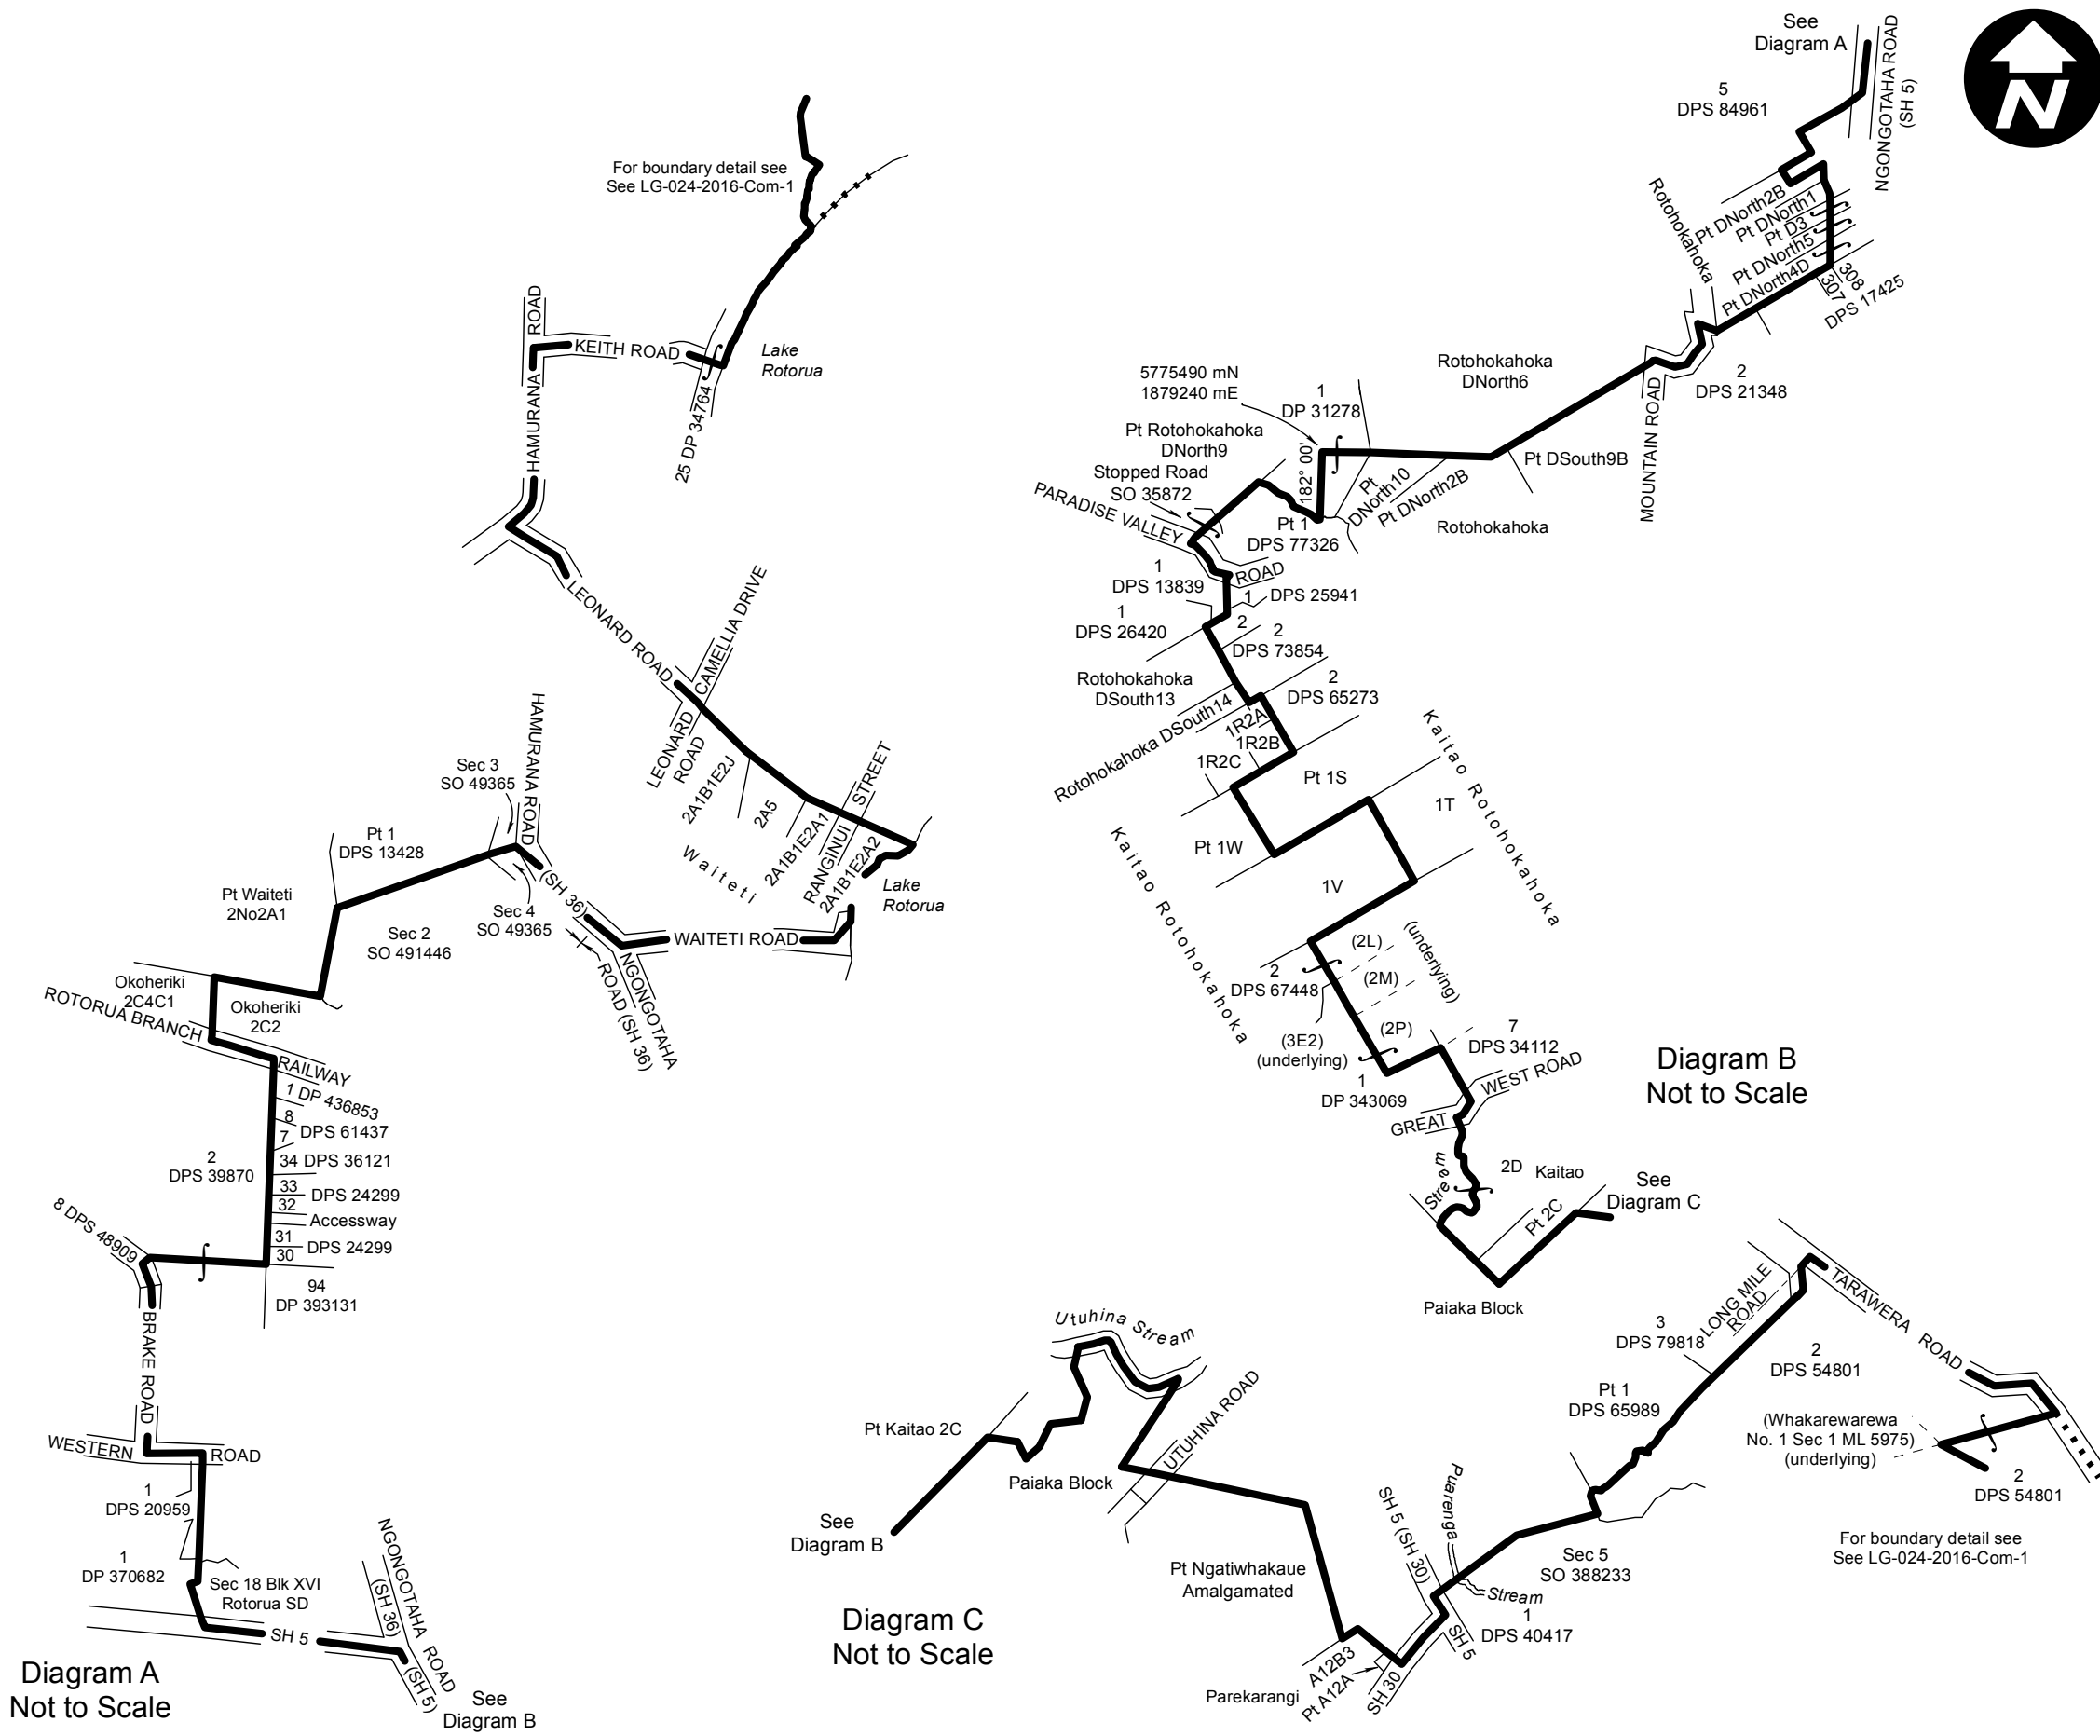 For boundary detail see
See LG-024-2016-Com-1
HAMURANA ROAD
KEITH ROAD
25 DP 34764
Lake
Rotorua
LEONARD ROAD
CAMELLIA DRIVE
LEONARD
ROAD
2A1B1E2J
2A5
2A1B1E2A1
RANGINUI STREET
2A1B1E2A2
Waiteti
Lake
Rotorua
HAMURANA ROAD
(SH 36)
Sec 3
SO 49365
Pt 1
DPS 13428
Pt Waiteti
2No2A1
Sec 2
SO 491446
Sec 4
SO 49365
WAITETI ROAD
NGONGOTAHA
ROAD (SH 36)
Okoheriki
2C4C1
Okoheriki
2C2
ROTORUA BRANCH RAILWAY
1 DP 436853
8
DPS 61437
7
34 DPS 36121
2
DPS 39870
33
DPS 24299
32
Accessway
31
DPS 24299
30
8 DPS 48909
94
DP 393131
BRAKE ROAD
WESTERN ROAD
1
DPS 20959
1
DP 370682
Sec 18 Blk XVI
Rotorua SD
SH 5
NGONGOTAHA ROAD
(SH 36)
(SH 5)
See
Diagram B
Diagram A
Not to Scale
See
Diagram A
NGONGOTAHA ROAD
(SH 5)
N
5
DPS 84961
Rotohokahoka
Pt DNorth2B
Pt DNorth1
Pt D3
Pt DNorth5
Pt DNorth4D
308
307
DPS 17425
2
DPS 21348
MOUNTAIN ROAD
Rotohokahoka
DNorth6
5775490 mN
1879240 mE
1
DP 31278
Pt Rotohokahoka
DNorth9
Stopped Road
SO 35872
182° 00'
Pt
DNorth10
Pt DNorth2B
Pt DSouth9B
Rotohokahoka
PARADISE VALLEY
ROAD
Pt 1
DPS 77326
1
DPS 13839
1 DPS 25941
1
DPS 26420
2
2
DPS 73854
Rotohokahoka
DSouth13
2
DPS 65273
Rotohokahoka DSouth14
1R2A
1R2B
1R2C
Pt 1S
Kaitao Rotohokahoka
1T
Pt 1W
Kaitao Rotohokahoka
1V
(2L)
(underlying)
2
DPS 67448
(2M)
(2P)
(3E2)
(underlying)
7
DPS 34112
1
DP 343069
GREAT WEST ROAD
Diagram B
Not to Scale
Stream
2D
Kaitao
Pt 2C
See
Diagram C
Paiaka Block
Utuhina Stream
Pt Kaitao 2C
Paiaka Block
UTUHINA ROAD
See
Diagram B
Diagram C
Not to Scale
Pt Ngatiwhakaue
Amalgamated
SH 5 (SH 30)
Puarenga
Stream
A12B3
Pt A12A
Parekarangi
SH 30
SH 5
1
DPS 40417
Sec 5
SO 388233
Pt 1
DPS 65989
3
DPS 79818
LONG MILE
ROAD
TARAWERA ROAD
2
DPS 54801
(Whakarewarewa
No. 1 Sec 1 ML 5975)
(underlying)
2
DPS 54801
For boundary detail see
See LG-024-2016-Com-1